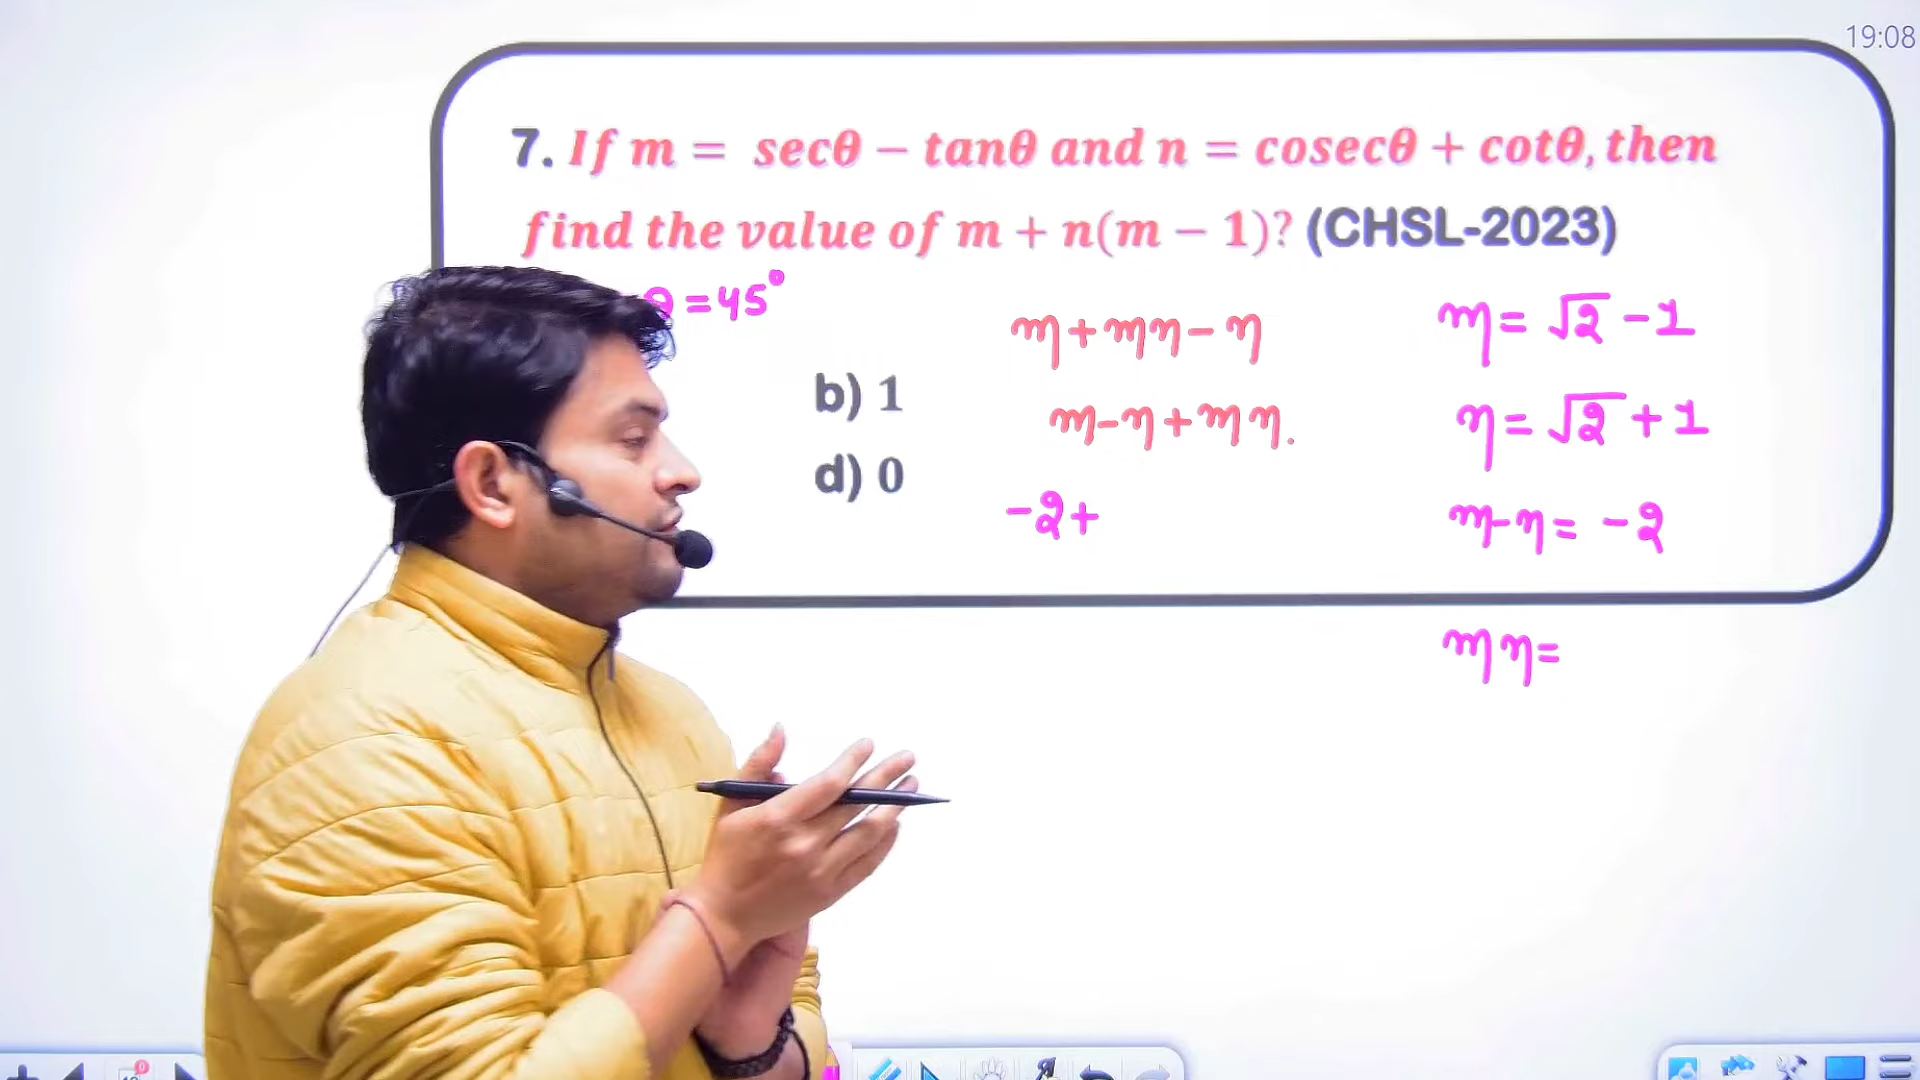 19:08
7. If m = secθ − tanθ and n = cosecθ + cotθ, then
find the value of m + n(m − 1)? (CHSL-2023)
θ = 45°
m + mn − n
m = √2 − 1
b) 1
m − n + mn.
n = √2 + 1
d) 0
−2 +
m − n = −2
mn =